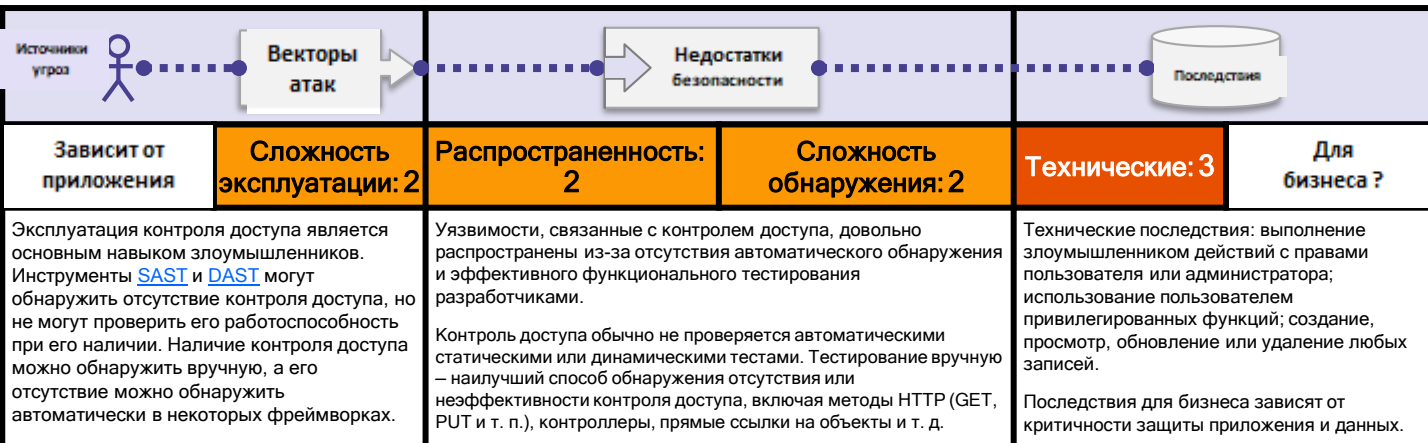 Источники
угроз
Векторы
атак
Недостатки
безопасности
Последствия
Зависит от
приложения
Сложность
эксплуатации: 2
Распространенность:
2
Сложность
обнаружения: 2
Технические: 3
Для
бизнеса ?
Эксплуатация контроля доступа является
основным навыком злоумышленников.
Инструменты SAST и DAST могут
обнаружить отсутствие контроля доступа, но
не могут проверить его работоспособность
при его наличии. Наличие контроля доступа
можно обнаружить вручную, а его
отсутствие можно обнаружить
автоматически в некоторых фреймворках.
Уязвимости, связанные с контролем доступа, довольно
распространены из-за отсутствия автоматического обнаружения
и эффективного функционального тестирования
разработчиками.
Контроль доступа обычно не проверяется автоматическими
статическими или динамическими тестами. Тестирование вручную
– наилучший способ обнаружения отсутствия или
неэффективности контроля доступа, включая методы HTTP (GET,
PUT и т. п.), контроллеры, прямые ссылки на объекты и т. д.
Технические последствия: выполнение
злоумышленником действий с правами
пользователя или администратора;
использование пользователем
привилегированных функций; создание,
просмотр, обновление или удаление любых
записей.
Последствия для бизнеса зависят от
критичности защиты приложения и данных.